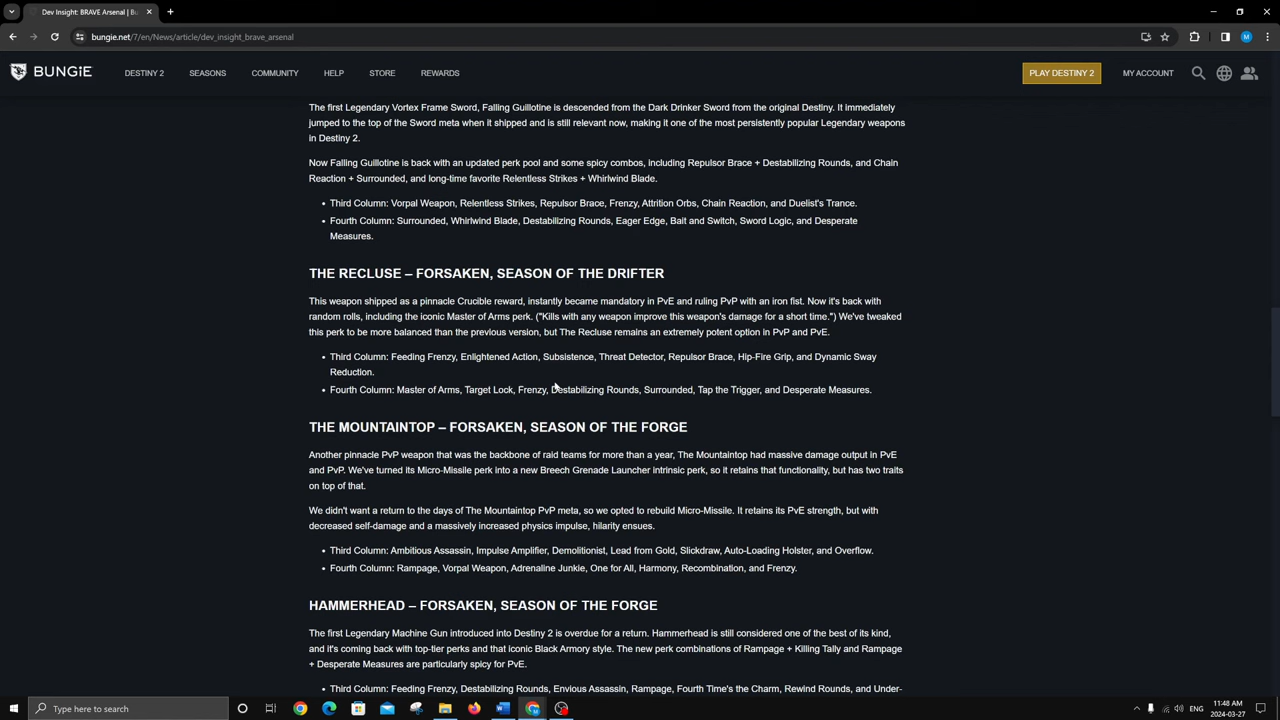 Dev Insight: BRAVE Arsenal | Bu
bungie.net/7/en/News/article/dev_insight_brave_arsenal
BUNGiE
DESTINY 2
SEASONS
COMMUNITY
HELP
STORE
REWARDS
PLAY DESTINY 2
MY ACCOUNT
The first Legendary Vortex Frame Sword, Falling Guillotine is descended from the Dark Drinker Sword from the original Destiny. It immediately
jumped to the top of the Sword meta when it shipped and is still relevant now, making it one of the most persistently popular Legendary weapons
in Destiny 2.
Now Falling Guillotine is back with an updated perk pool and some spicy combos, including Repulsor Brace + Destabilizing Rounds, and Chain
Reaction + Surrounded, and long-time favorite Relentless Strikes + Whirlwind Blade.
• Third Column: Vorpal Weapon, Relentless Strikes, Repulsor Brace, Frenzy, Attrition Orbs, Chain Reaction, and Duelist's Trance.
• Fourth Column: Surrounded, Whirlwind Blade, Destabilizing Rounds, Eager Edge, Bait and Switch, Sword Logic, and Desperate
Measures.
THE RECLUSE – FORSAKEN, SEASON OF THE DRIFTER
This weapon shipped as a pinnacle Crucible reward, instantly became mandatory in PvE and ruling PvP with an iron fist. Now it's back with
random rolls, including the iconic Master of Arms perk. ("Kills with any weapon improve this weapon's damage for a short time.") We've tweaked
this perk to be more balanced than the previous version, but The Recluse remains an extremely potent option in PvP and PvE.
• Third Column: Feeding Frenzy, Enlightened Action, Subsistence, Threat Detector, Repulsor Brace, Hip-Fire Grip, and Dynamic Sway
Reduction.
• Fourth Column: Master of Arms, Target Lock, Frenzy, Destabilizing Rounds, Surrounded, Tap the Trigger, and Desperate Measures.
THE MOUNTAINTOP – FORSAKEN, SEASON OF THE FORGE
Another pinnacle PvP weapon that was the backbone of raid teams for more than a year, The Mountaintop had massive damage output in PvE
and PvP. We've turned its Micro-Missile perk into a new Breech Grenade Launcher intrinsic perk, so it retains that functionality, but has two traits
on top of that.
We didn't want a return to the days of The Mountaintop PvP meta, so we opted to rebuild Micro-Missile. It retains its PvE strength, but with
decreased self-damage and a massively increased physics impulse, hilarity ensues.
• Third Column: Ambitious Assassin, Impulse Amplifier, Demolitionist, Lead from Gold, Slickdraw, Auto-Loading Holster, and Overflow.
• Fourth Column: Rampage, Vorpal Weapon, Adrenaline Junkie, One for All, Harmony, Recombination, and Frenzy.
HAMMERHEAD – FORSAKEN, SEASON OF THE FORGE
The first Legendary Machine Gun introduced into Destiny 2 is overdue for a return. Hammerhead is still considered one of the best of its kind,
and it's coming back with top-tier perks and that iconic Black Armory style. The new perk combinations of Rampage + Killing Tally and Rampage
+ Desperate Measures are particularly spicy for PvE.
• Third Column: Feeding Frenzy, Destabilizing Rounds, Envious Assassin, Rampage, Fourth Time's the Charm, Rewind Rounds, and Under-
Type here to search
ENG
11:48 AM
2024-03-27